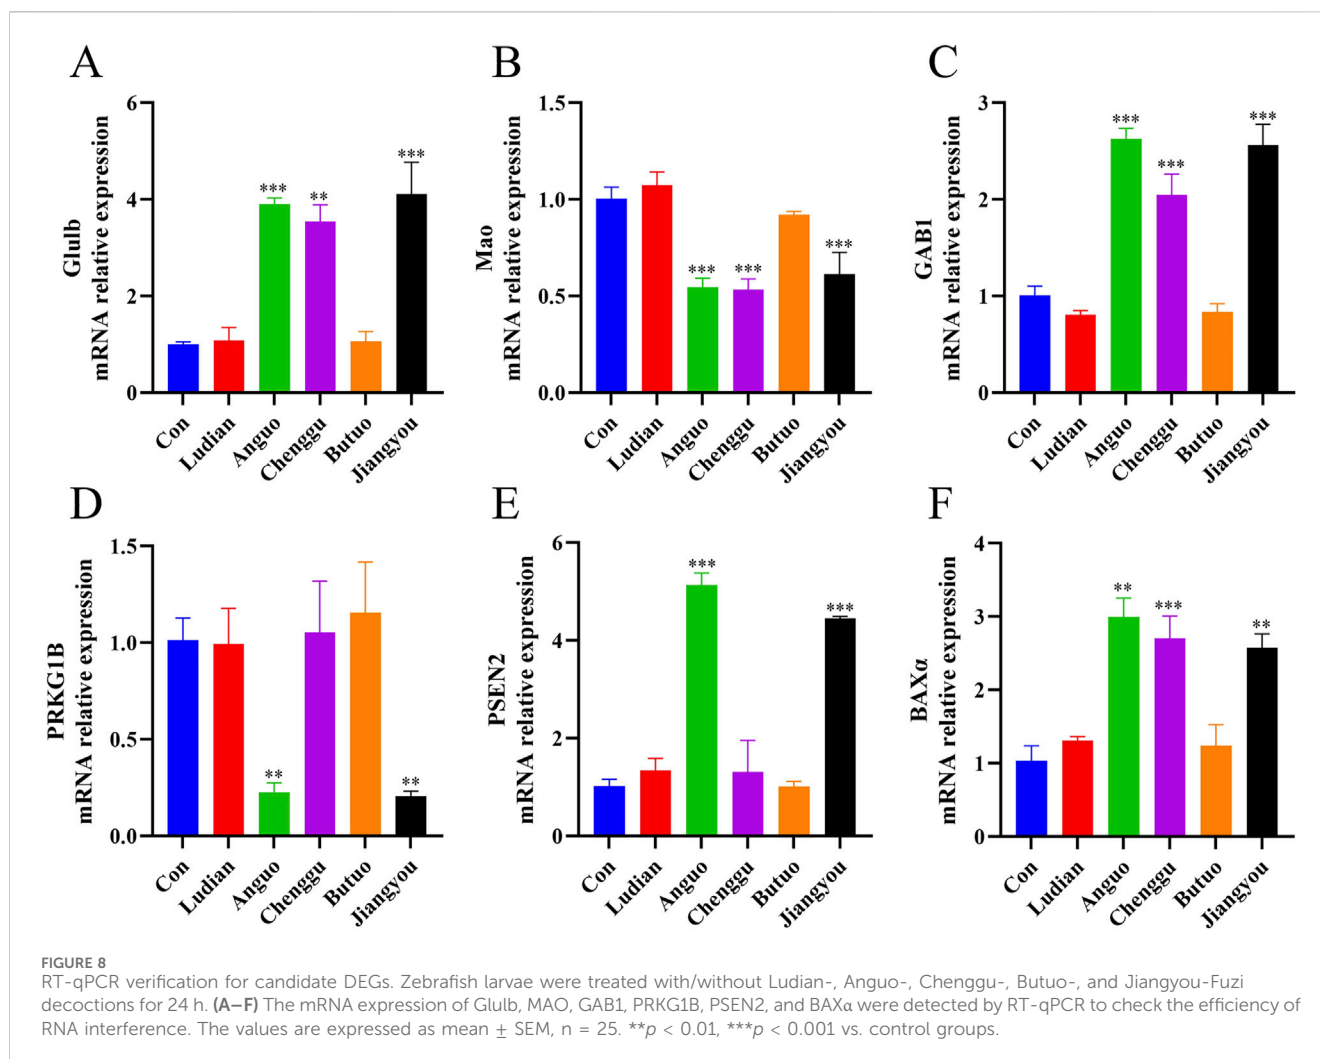 A
Glulb
mRNA relative expression
6
4
2
0
***
**
***
Con
Ludian
Anguo
Chenggu
Butuo
Jiangyou
B
Mao
mRNA relative expression
1.5
1.0
0.5
0.0
***
***
***
Con
Ludian
Anguo
Chenggu
Butuo
Jiangyou
C
GAB1
mRNA relative expression
3
2
1
0
***
***
***
Con
Ludian
Anguo
Chenggu
Butuo
Jiangyou
D
PRKG1B
mRNA relative expression
1.5
1.0
0.5
0.0
**
**
Con
Ludian
Anguo
Chenggu
Butuo
Jiangyou
E
PSEN2
mRNA relative expression
6
4
2
0
***
***
Con
Ludian
Anguo
Chenggu
Butuo
Jiangyou
F
BAXα
mRNA relative expression
4
3
2
1
0
**
***
**
Con
Ludian
Anguo
Chenggu
Butuo
Jiangyou
FIGURE 8
RT-qPCR verification for candidate DEGs. Zebrafish larvae were treated with/without Ludian-, Anguo-, Chenggu-, Butuo-, and Jiangyou-Fuzi
decoctions for 24 h. (A–F) The mRNA expression of Glulb, MAO, GAB1, PRKG1B, PSEN2, and BAXα were detected by RT-qPCR to check the efficiency of
RNA interference. The values are expressed as mean ± SEM, n = 25. **p < 0.01, ***p < 0.001 vs. control groups.